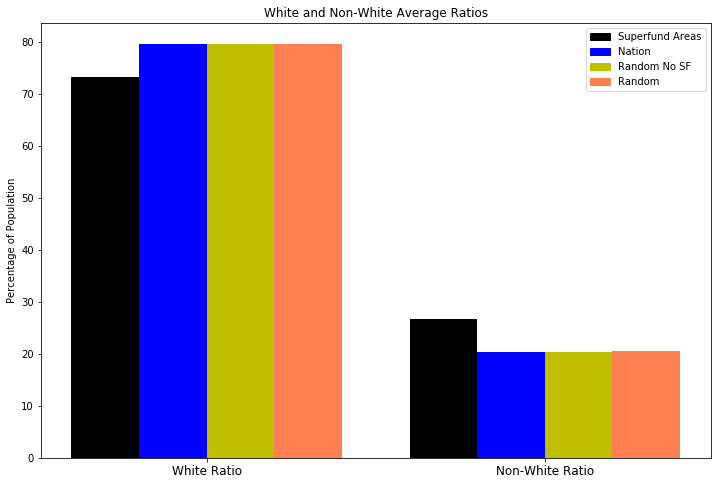 White and Non-White Average Ratios
Superfund Areas
Nation
Random No SF
Random
Percentage of Population
80
70
60
50
40
30
20
10
0
White Ratio
Non-White Ratio